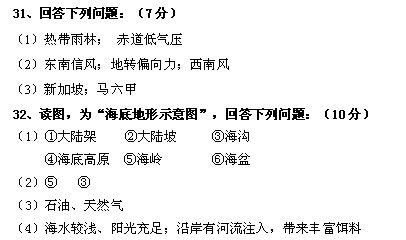 31、回答下列问题：（7分）
（1）热带雨林； 赤道低气压
（2）东南信风；地转偏向力；西南风
（3）新加坡；马六甲
32、读图，为“海底地形示意图”，回答下列问题：（10分）
（1）①大陆架 ②大陆坡 ③海沟
④海底高原 ⑤海岭 ⑥海盆
（2）⑤ ③
（3）石油、天然气
（4）海水较浅、阳光充足；沿岸有河流注入，带来丰富饵料